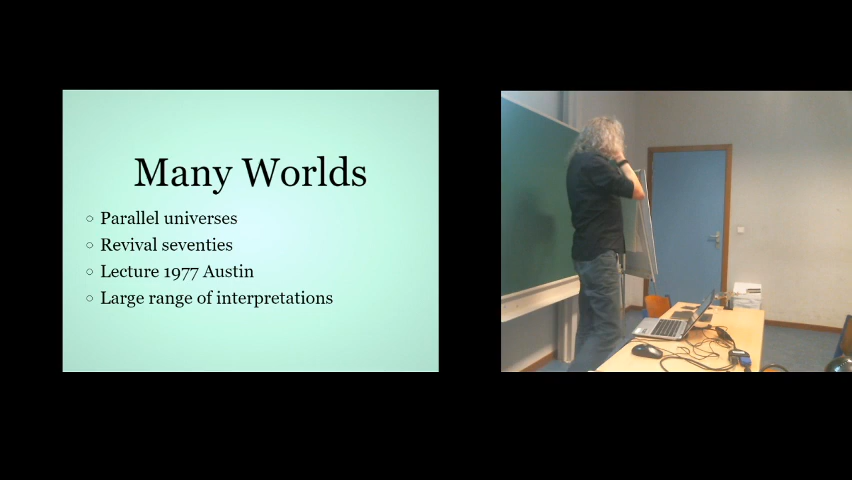 Many Worlds
Parallel universes
Revival seventies
Lecture 1977 Austin
Large range of interpretations